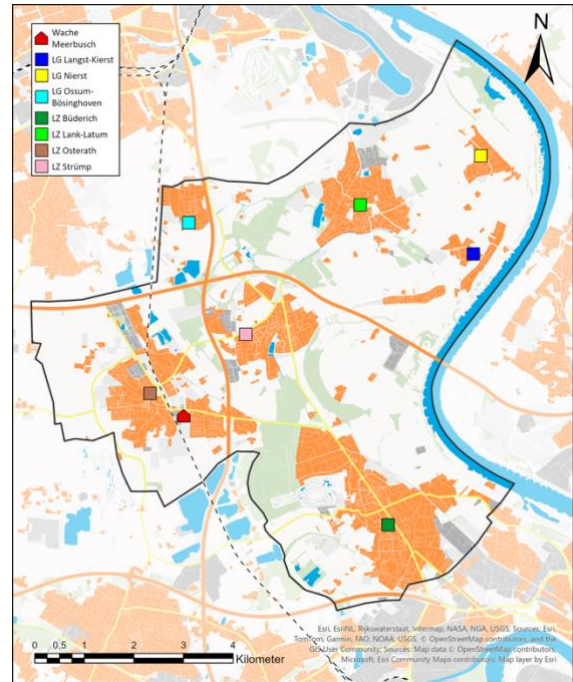 N
Wache
Meerbusch
LG Langst-Kierst
LG Nierst
LG Ossum-
Bösinghoven
LZ Büderich
LZ Lank-Latum
LZ Osterath
LZ Strümp
0 0,5 1 2 3 4
Kilometer
Esri, EsriNL, Rijkswaterstaat, Intermap, NASA, NGA, USGS; Sources: Esri,
TomTom, Garmin, FAO, NOAA, USGS, © OpenStreetMap contributors, and the
GIS User Community; Sources: Map data © OpenStreetMap contributors,
Microsoft, Esri Community Maps contributors; Map layer by Esri